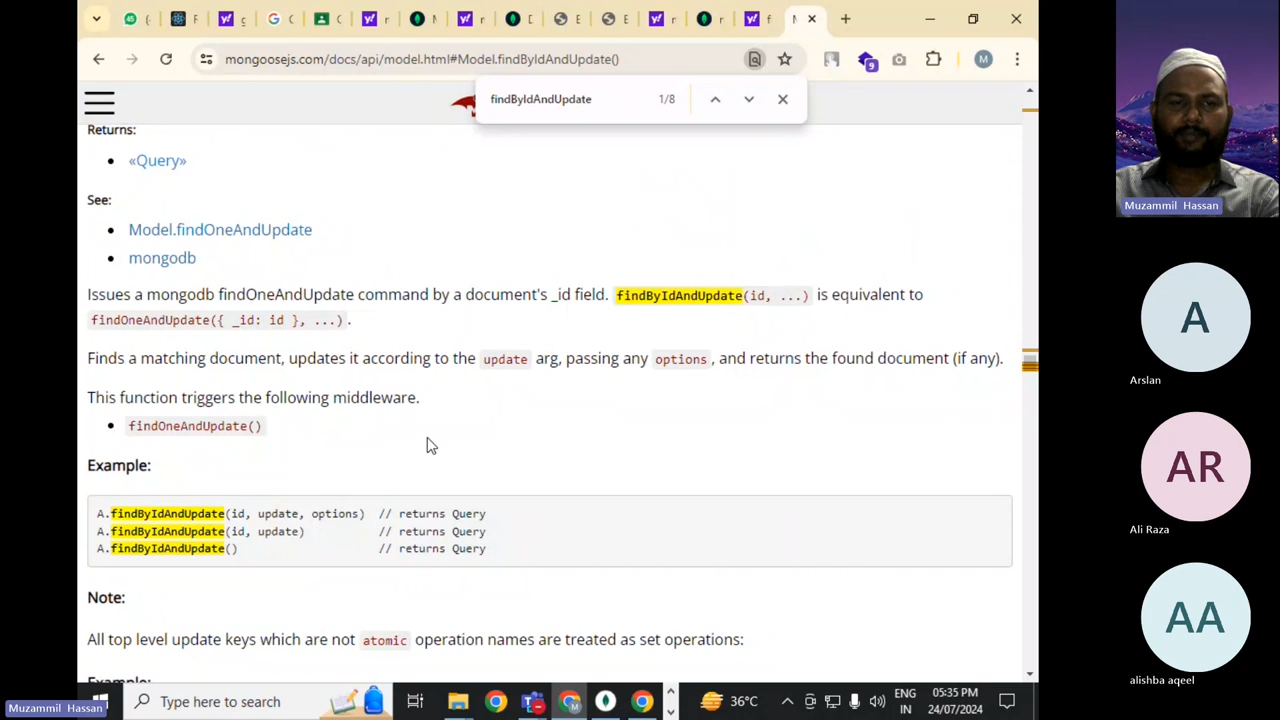 mongoosejs.com/docs/api/model.html#Model.findByIdAndUpdate()
9
M
findByIdAndUpdate 1/8
Returns:
«Query»
See:
Model.findOneAndUpdate
mongodb
Issues a mongodb findOneAndUpdate command by a document's _id field. findByIdAndUpdate(id, ...) is equivalent to
findOneAndUpdate({ _id: id }, ...).
Finds a matching document, updates it according to the update arg, passing any options, and returns the found document (if any).
This function triggers the following middleware.
findOneAndUpdate()
Example:
A.findByIdAndUpdate(id, update, options) // returns Query
A.findByIdAndUpdate(id, update) // returns Query
A.findByIdAndUpdate() // returns Query
Note:
All top level update keys which are not atomic operation names are treated as set operations:
Type here to search
36°C
ENG
IN
05:35 PM
24/07/2024
Muzammil Hassan
Muzammil Hassan
A
Arslan
AR
Ali Raza
AA
alishba aqeel